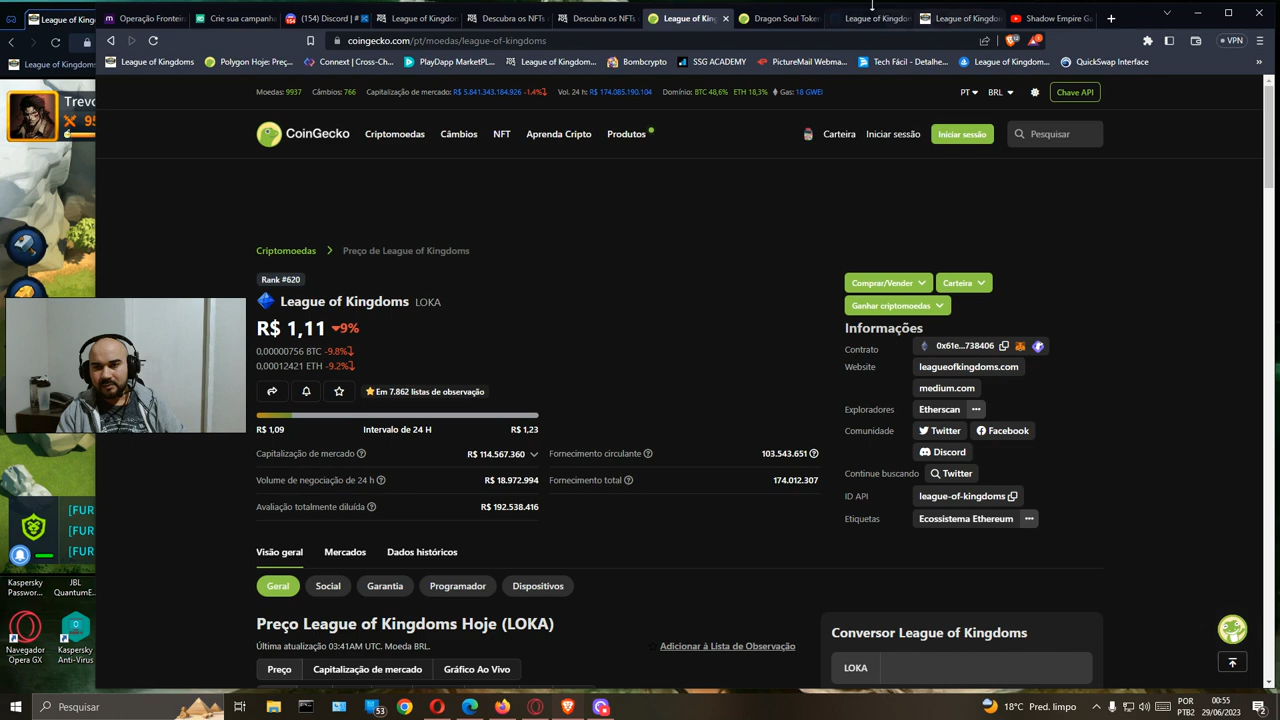 League of Kingdoms
Operação Fronteir
Crie sua campanha
(154) Discord | #
League of Kingdom
Descubra os NFTs
Descubra os NFTs
League of King
Dragon Soul Token
League of Kingdom
League of Kingdom
Shadow Empire Ga
coingecko.com/pt/moedas/league-of-kingdoms
VPN
League of Kingdoms
League of Kingdoms
Polygon Hoje: Preç...
Connext | Cross-Ch...
PlayDapp Market:...
League of Kingdom...
Bombcrypto
SSG ACADEMY
PictureMail Webma...
Tech Fácil - Detalhe...
League of Kingdom...
QuickSwap Interface
Moedas: 9937
Câmbios: 766
Capitalização de mercado: R$ 5.841.343.184.926 -1.4%
Vol. 24 h: R$ 174.085.190.104
Domínio: BTC 48,6% ETH 18,3%
Gas: 18 GWEI
PT
BRL
Chave API
Trevo
95
CoinGecko
Criptomoedas
Câmbios
NFT
Aprenda Cripto
Produtos
Carteira
Iniciar sessão
Iniciar sessão
Pesquisar
Criptomoedas
Preço de League of Kingdoms
Rank #620
League of Kingdoms LOKA
R$ 1,11 9%
0,00000756 BTC -9.8%
0,00012421 ETH -9.2%
Em 7.862 listas de observação
R$ 1,09
Intervalo de 24 H
R$ 1,23
Capitalização de mercado
R$ 114.567.360
Fornecimento circulante
103.543.651
Volume de negociação de 24 h
R$ 18.972.994
Fornecimento total
174.012.307
Avaliação totalmente diluída
R$ 192.538.416
Comprar/Vender
Carteira
Ganhar criptomoedas
Informações
Contrato
0x61e...738406
Website
leagueofkingdoms.com
medium.com
Exploradores
Etherscan
Comunidade
Twitter
Facebook
Discord
Continue buscando
Twitter
ID API
league-of-kingdoms
Etiquetas
Ecossistema Ethereum
Visão geral
Mercados
Dados históricos
Geral
Social
Garantia
Programador
Dispositivos
Preço League of Kingdoms Hoje (LOKA)
Última atualização 03:41AM UTC. Moeda BRL.
Adicionar à Lista de Observação
Preço
Capitalização de mercado
Gráfico Ao Vivo
Conversor League of Kingdoms
LOKA
[FUR
[FUR
[FUR
Kaspersky Passwor...
JBL QuantumE...
Navegador Opera GX
Kaspersky Anti-Virus
Pesquisar
53
18°C Pred. limpo
POR
PTB2
00:55
29/06/2023